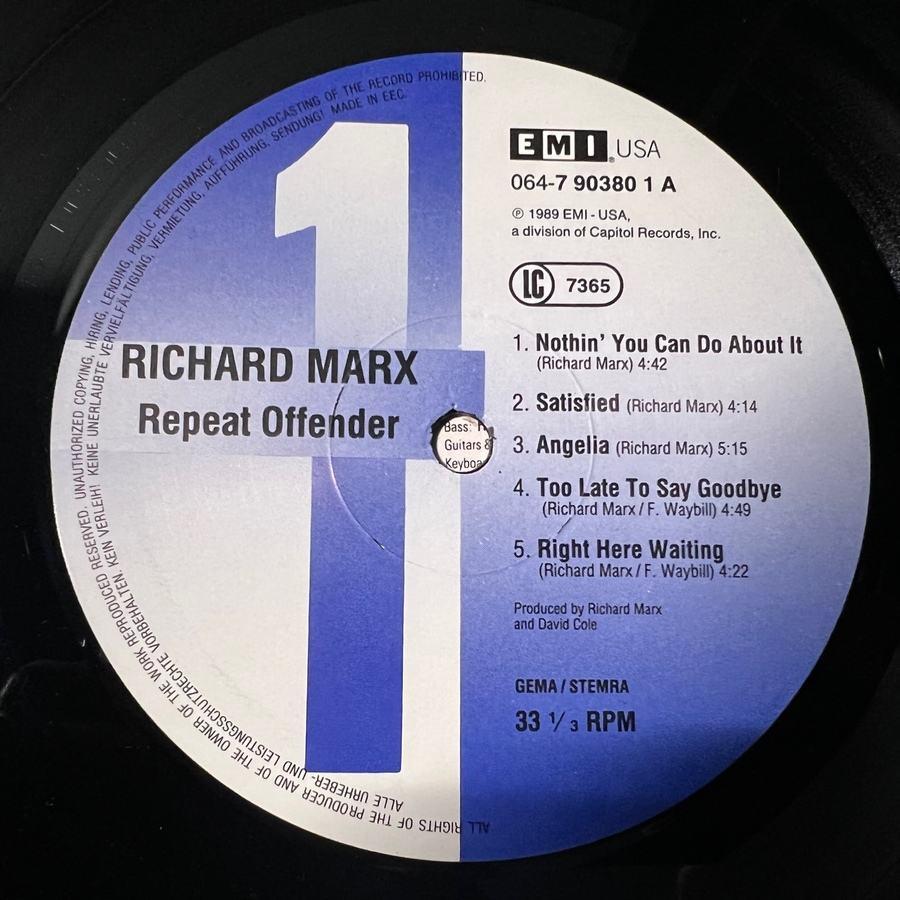 ALL RIGHTS OF THE PRODUCER AND OF THE OWNER OF THE WORK REPRODUCED RESERVED. UNAUTHORIZED COPYING, HIRING, LENDING, PUBLIC PERFORMANCE AND BROADCASTING OF THE RECORD PROHIBITED.
ALLE URHEBER- UND LEISTUNGSSCHUTZRECHTE VORBEHALTEN. KEIN VERLEIH! KEINE UNERLAUBTE VERVIELFÄLTIGUNG, VERMIETUNG, AUFFÜHRUNG, SENDUNG! MADE IN EEC.
1
RICHARD MARX
Repeat Offender
EMI USA
064-7 90380 1 A
℗ 1989 EMI - USA,
a division of Capitol Records, Inc.
LC 7365
1. Nothin' You Can Do About It
(Richard Marx) 4:42
2. Satisfied (Richard Marx) 4:14
3. Angelia (Richard Marx) 5:15
4. Too Late To Say Goodbye
(Richard Marx / F. Waybill) 4:49
5. Right Here Waiting
(Richard Marx / F. Waybill) 4:22
Produced by Richard Marx
and David Cole
GEMA / STEMRA
33 1/3 RPM
Bass:
Guitars &